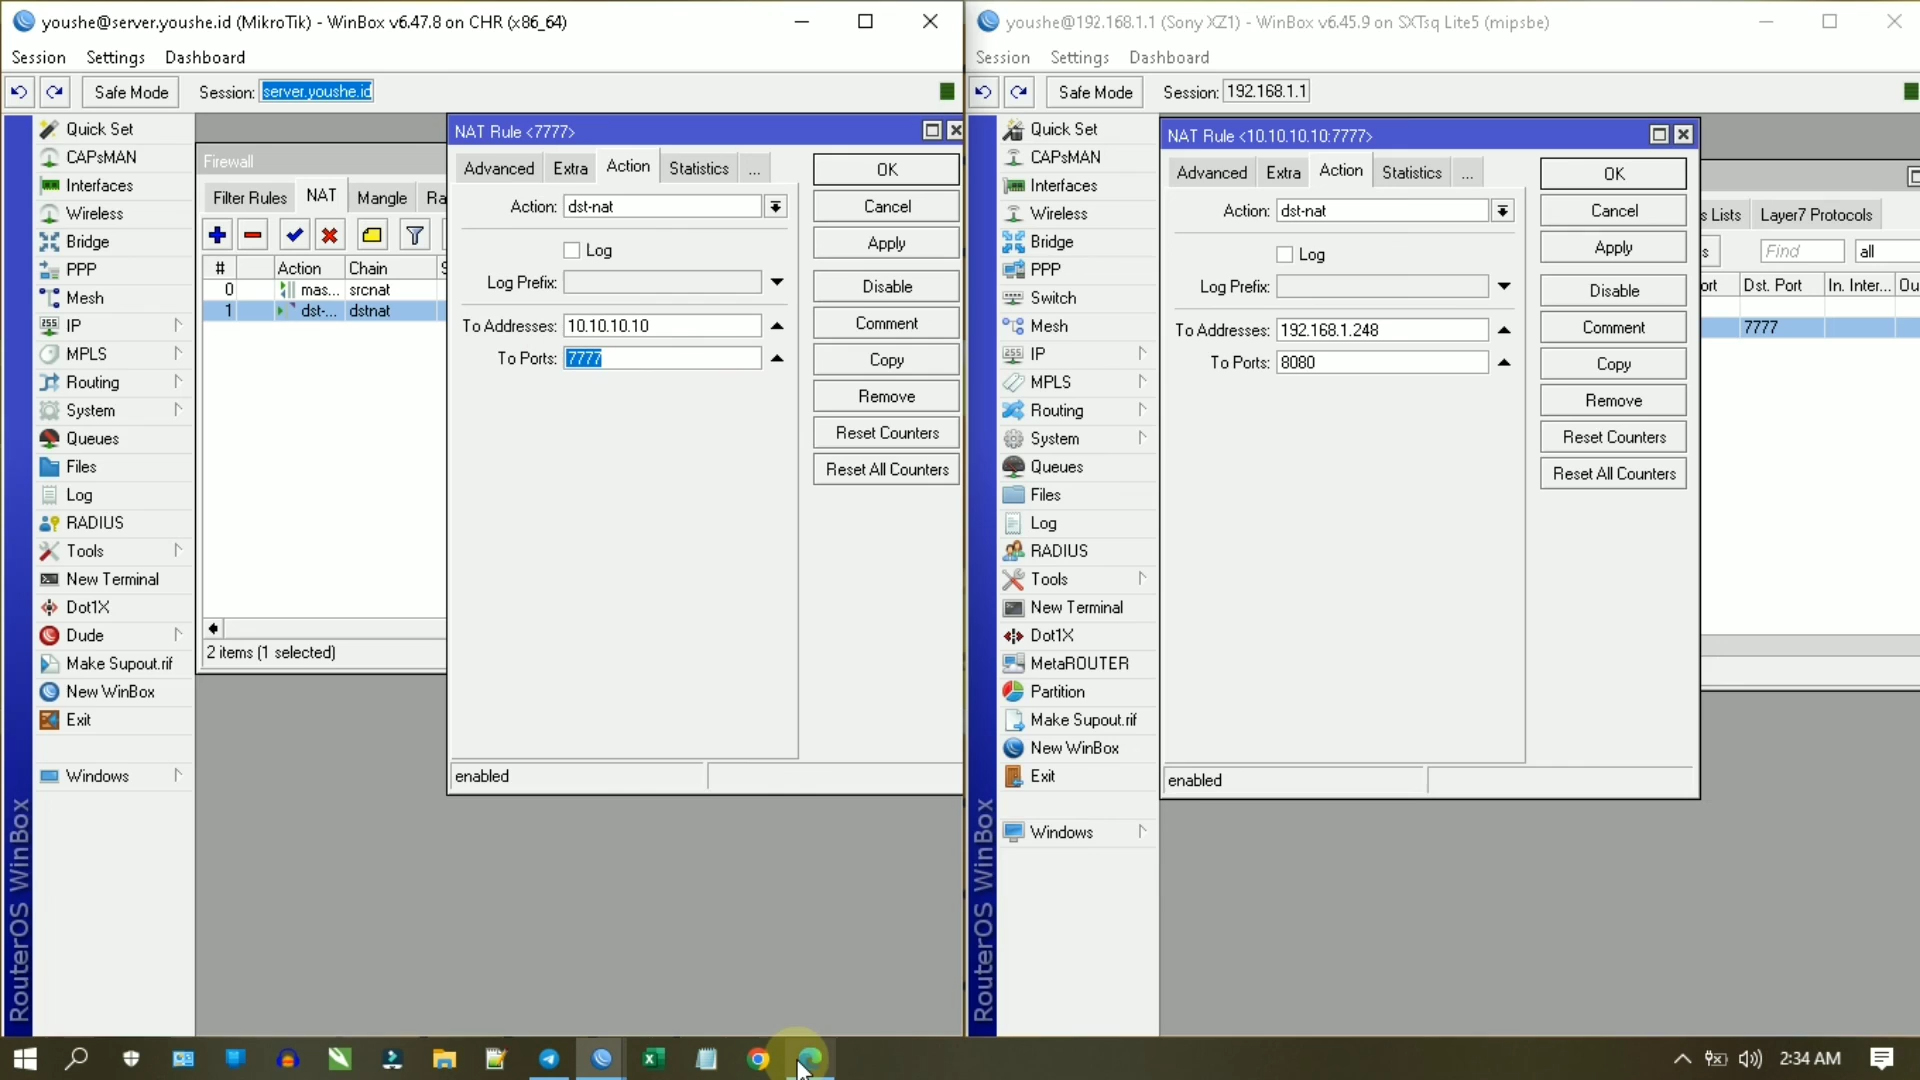 youshe@server.youshe.id (MikroTik) - WinBox v6.47.8 on CHR (x86_64)
Session Settings Dashboard
Safe Mode Session: server.youshe.id
Quick Set
CAPsMAN
Interfaces
Wireless
Bridge
PPP
Mesh
IP
MPLS
Routing
System
Queues
Files
Log
RADIUS
Tools
New Terminal
Dot1X
Dude
Make Supout.rif
New WinBox
Exit
Windows
RouterOS WinBox
Firewall
Filter Rules NAT Mangle Ra
# Action Chain S
0 mas... srcnat
1 dst-... dstnat
2 items (1 selected)
NAT Rule <7777>
Advanced Extra Action Statistics ...
Action: dst-nat
Log
Log Prefix:
To Addresses: 10.10.10.10
To Ports: 7777
OK
Cancel
Apply
Disable
Comment
Copy
Remove
Reset Counters
Reset All Counters
enabled
youshe@192.168.1.1 (Sony XZ1) - WinBox v6.45.9 on SXTsq Lite5 (mipsbe)
Session Settings Dashboard
Safe Mode Session: 192.168.1.1
Quick Set
CAPsMAN
Interfaces
Wireless
Bridge
PPP
Switch
Mesh
IP
MPLS
Routing
System
Queues
Files
Log
RADIUS
Tools
New Terminal
Dot1X
MetaROUTER
Partition
Make Supout.rif
New WinBox
Exit
Windows
RouterOS WinBox
NAT Rule <10.10.10.10:7777>
Advanced Extra Action Statistics ...
Action: dst-nat
Log
Log Prefix:
To Addresses: 192.168.1.248
To Ports: 8080
OK
Cancel
Apply
Disable
Comment
Copy
Remove
Reset Counters
Reset All Counters
enabled
s Lists Layer7 Protocols
s Find all
ort Dst. Port In. Inter... Ou
7777
2:34 AM